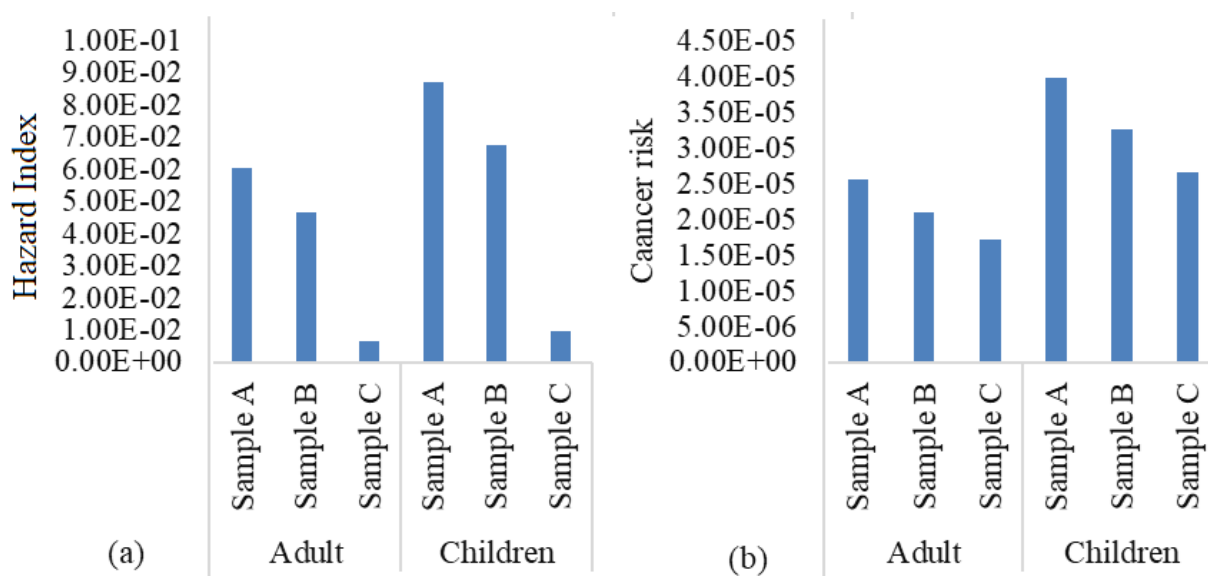 Hazard Index
1.00E-01
9.00E-02
8.00E-02
7.00E-02
6.00E-02
5.00E-02
4.00E-02
3.00E-02
2.00E-02
1.00E-02
0.00E+00
Sample A
Sample B
Sample C
Sample A
Sample B
Sample C
Adult
Children
(a)
Caancer risk
4.50E-05
4.00E-05
3.50E-05
3.00E-05
2.50E-05
2.00E-05
1.50E-05
1.00E-05
5.00E-06
0.00E+00
Sample A
Sample B
Sample C
Sample A
Sample B
Sample C
Adult
Children
(b)